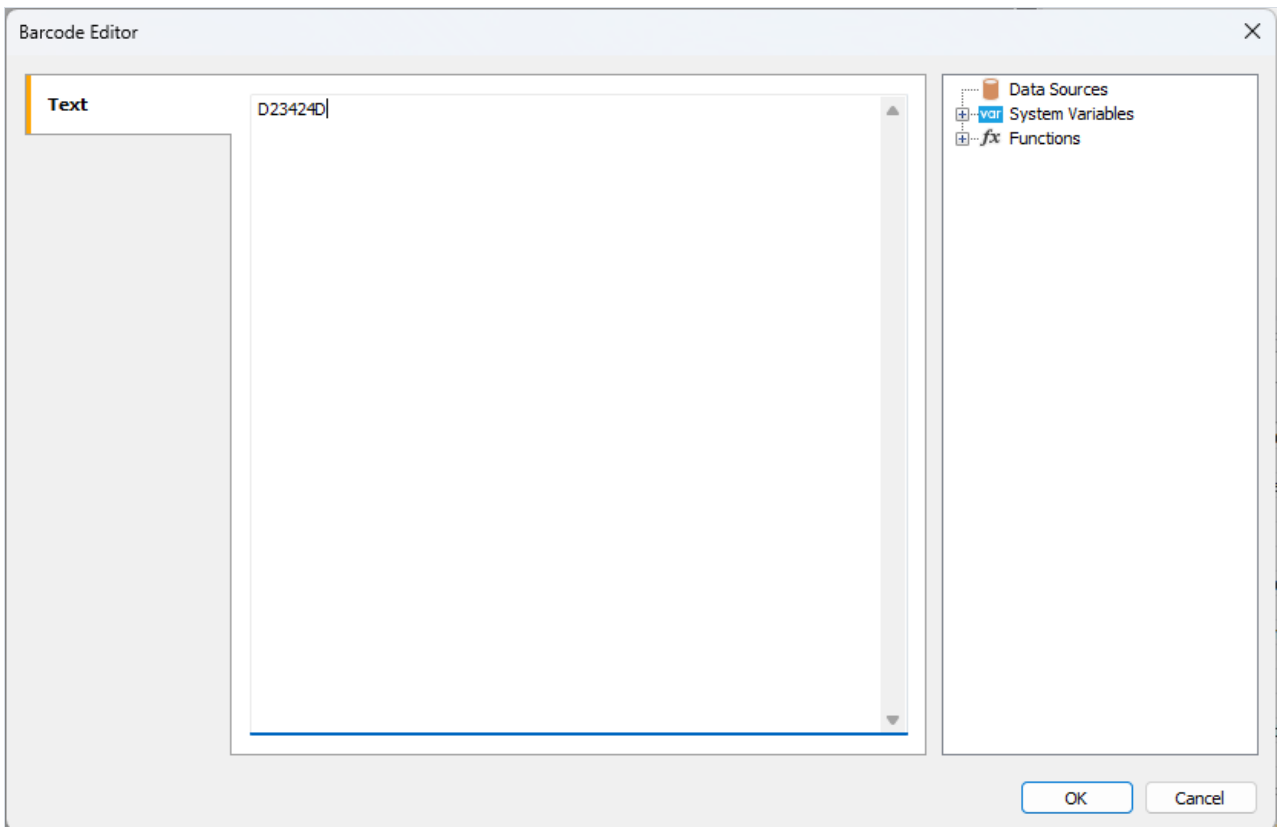 Barcode Editor
Text
D23424D
Data Sources
var System Variables
fx Functions
OK
Cancel